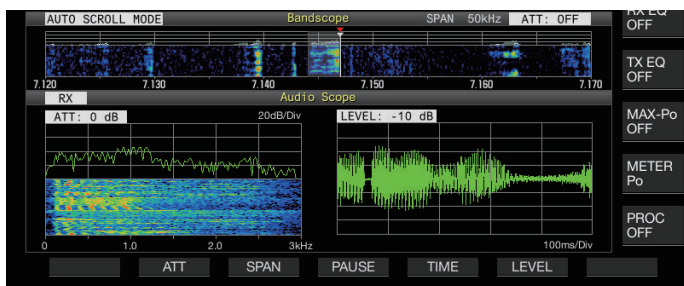 AUTO SCROLL MODE Bandscope SPAN 50kHz ATT: OFF
RX EQ
OFF
7.120 7.130 7.140 7.150 7.160 7.170
TX EQ
OFF
RX Audio Scope
ATT: 0 dB 20dB/Div LEVEL: -10 dB
MAX-Po
OFF
METER
Po
PROC
OFF
0 1.0 2.0 3kHz 100ms/Div
ATT SPAN PAUSE TIME LEVEL